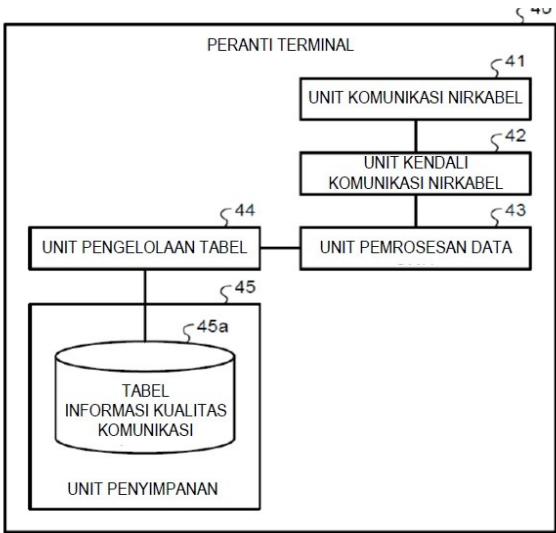 PERANTI TERMINAL
41
UNIT KOMUNIKASI NIRKABEL
42
UNIT KENDALI
KOMUNIKASI NIRKABEL
44
43
UNIT PENGELOLAAN TABEL
UNIT PEMROSESAN DATA
45
45a
TABEL
INFORMASI KUALITAS
KOMUNIKASI
UNIT PENYIMPANAN